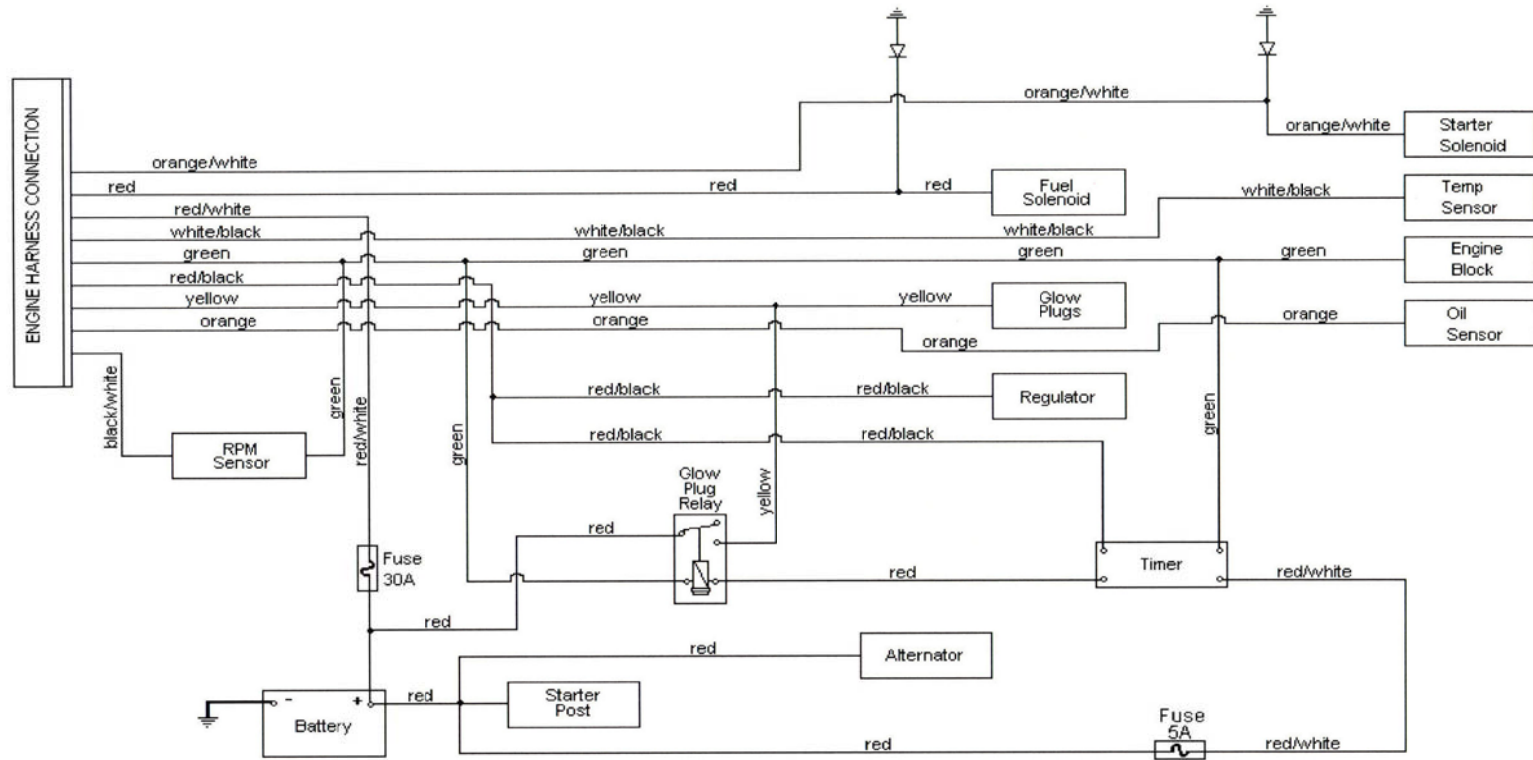 ENGINE HARNESS CONNECTION
orange/white
orange/white
orange/white
Starter
Solenoid
red
red
red
Fuel
Solenoid
white/black
Temp
Sensor
red/white
white/black
white/black
green
green
green
green
Engine
Block
red/black
yellow
yellow
yellow
Glow
Plugs
orange
orange
orange
orange
Oil
Sensor
black/white
green
red/white
green
red/black
red/black
Regulator
red/black
red/black
green
RPM
Sensor
Glow
Plug
Relay
yellow
red
Fuse
30A
red
Timer
red/white
red
red
Alternator
Battery
-
+
red
Starter
Post
Fuse
5A
red
red/white